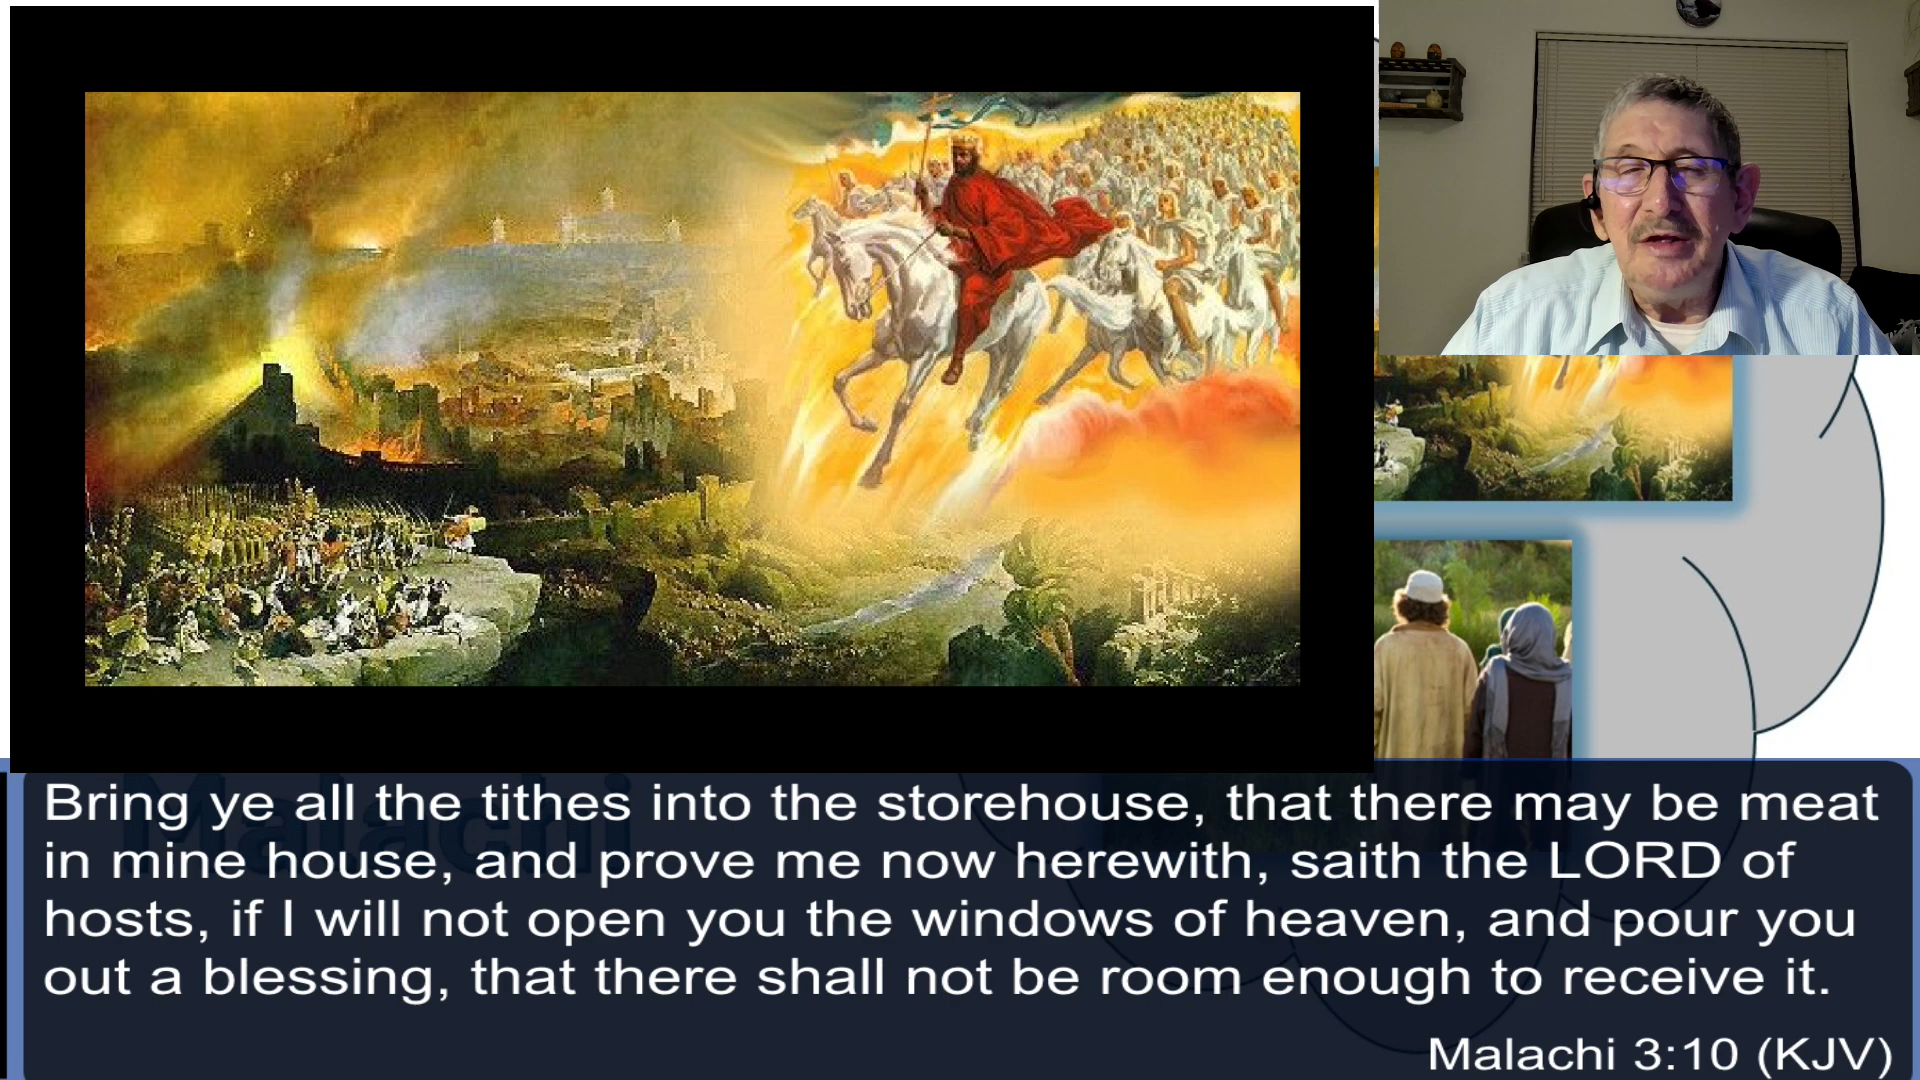 Bring ye all the tithes into the storehouse, that there may be meat
in mine house, and prove me now herewith, saith the LORD of
hosts, if I will not open you the windows of heaven, and pour you
out a blessing, that there shall not be room enough to receive it.
Malachi 3:10 (KJV)
Malachi